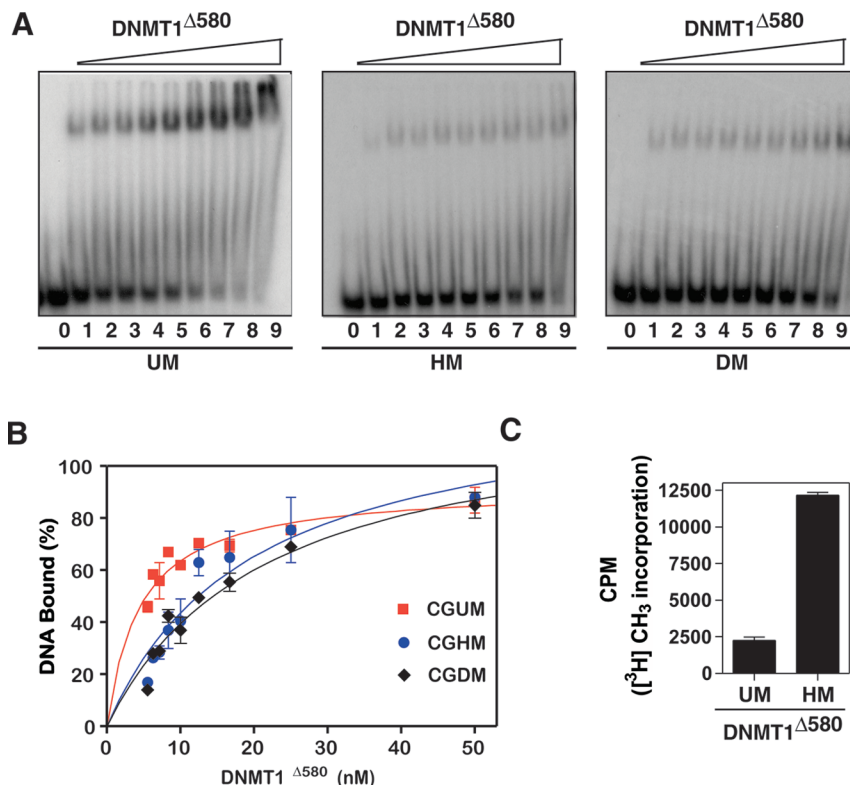 A
DNMT1Δ580 DNMT1Δ580 DNMT1Δ580
0 1 2 3 4 5 6 7 8 9 0 1 2 3 4 5 6 7 8 9 0 1 2 3 4 5 6 7 8 9
UM HM DM
B
DNA Bound (%)
100
80
60
40
20
0
0 10 20 30 40 50
DNMT1 Δ580 (nM)
CGUM
CGHM
CGDM
C
CPM
([3H] CH3 incorporation)
12500
10000
7500
5000
2500
0
UM HM
DNMT1Δ580